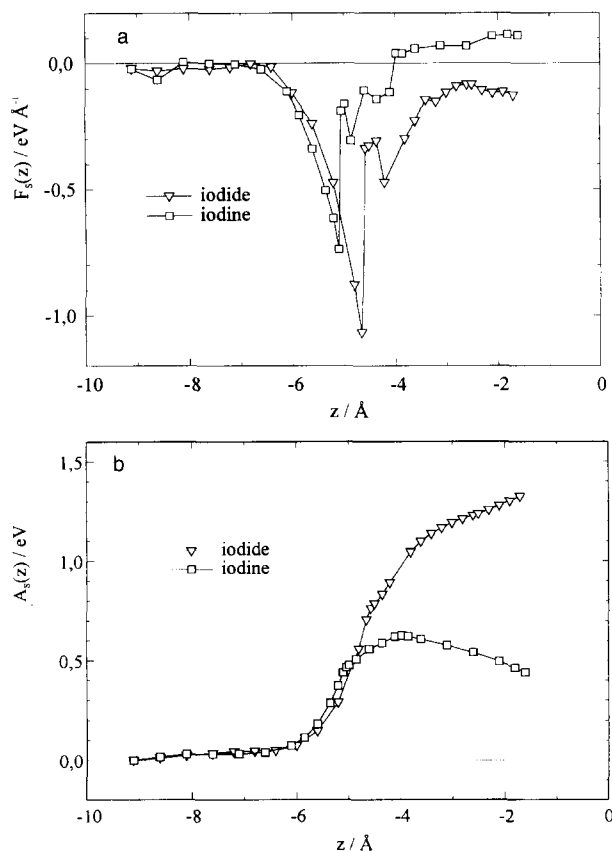 a
0,0
-0,5
-1,0
F_s(z) / eV Å⁻¹
iodide
iodine
-10 -8 -6 -4 -2 0
z / Å
b
1,5
1,0
0,5
0,0
A_s(z) / eV
iodide
iodine
-10 -8 -6 -4 -2 0
z / Å